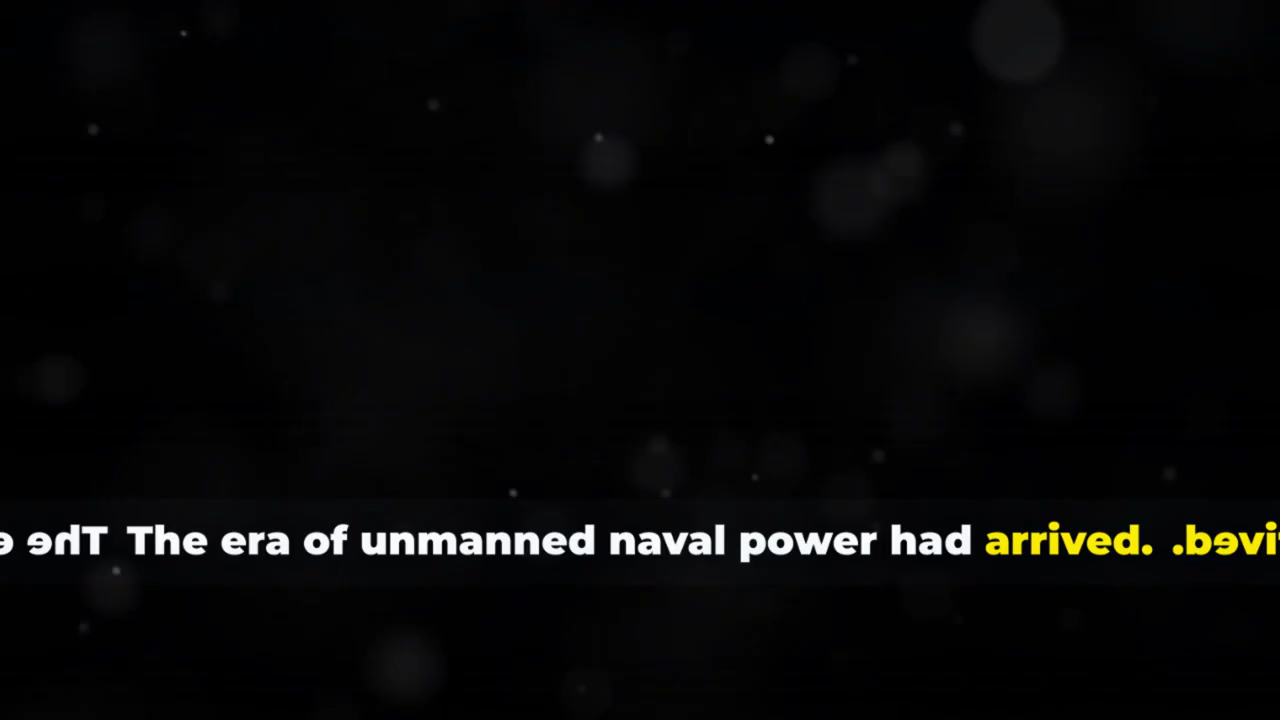 The era of unmanned naval power had arrived.